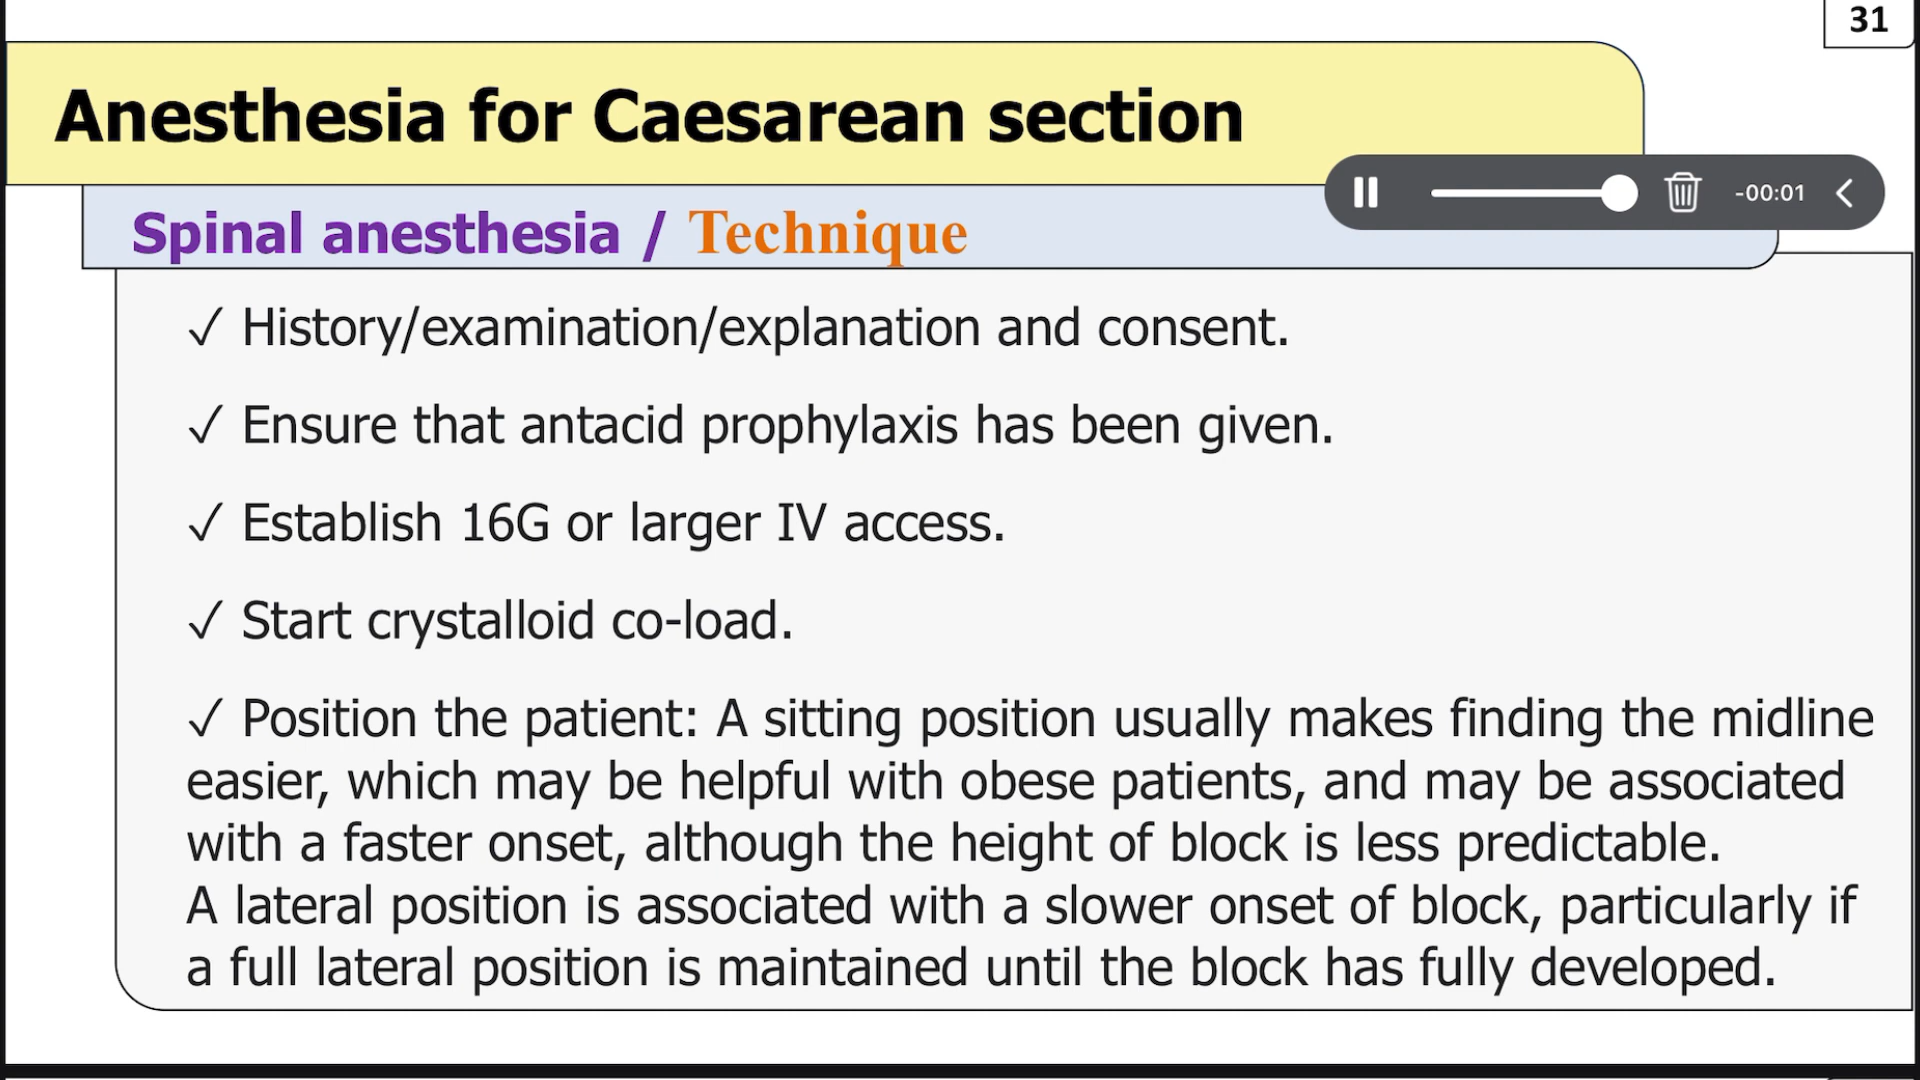 31
Anesthesia for Caesarean section
-00:01
Spinal anesthesia / Technique
✓ History/examination/explanation and consent.
✓ Ensure that antacid prophylaxis has been given.
✓ Establish 16G or larger IV access.
✓ Start crystalloid co-load.
✓ Position the patient: A sitting position usually makes finding the midline
easier, which may be helpful with obese patients, and may be associated
with a faster onset, although the height of block is less predictable.
A lateral position is associated with a slower onset of block, particularly if
a full lateral position is maintained until the block has fully developed.